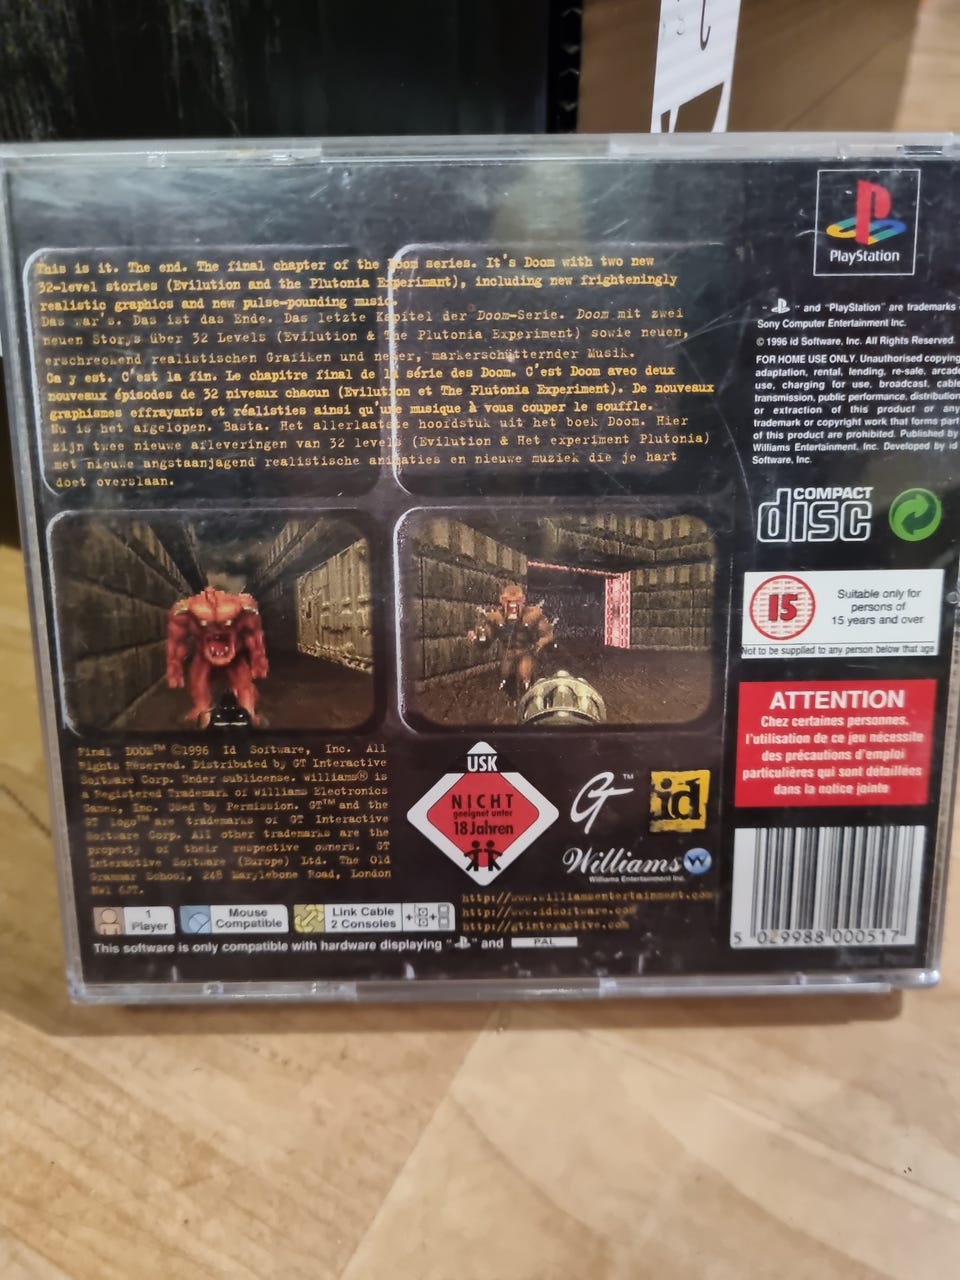 This is it. The end. The final chapter of the Doom series. It's Doom with two new
32-level stories (Evilution and the Plutonia Experimant), including new frighteningly
realistic graphics and new pulse-pounding music.
Das war's. Das ist das Ende. Das letzte Kapitel der Doom-Serie. Doom mit zwei
neuen Storys über 32 Levels (Evilution & The Plutonia Experiment) sowie neuen,
erschreckend realistischen Grafiken und neuer, markerschütternder Musik.
Ca y est. C'est la fin. Le chapitre final de la série des Doom. C'est Doom avec deux
nouveaux épisodes de 32 niveaux chacun (Evilution et The Plutonia Experiment). De nouveaux
graphismes effrayants et réalisties ainsi qu'une musique à vous couper le souffle.
Nu is het afgelopen. Basta. Het allerlaatste hoofdstuk uit het boek Doom. Hier
zijn twee nieuwe afleveringen van 32 levels (Evilution & Het experiment Plutonia)
met nieuwe angstaanjagend realistische animaties en nieuwe muziek die je hart
doet overslaan.
PlayStation
" " and "PlayStation" are trademarks
Sony Computer Entertainment Inc.
© 1996 id Software, Inc. All Rights Reserved.
FOR HOME USE ONLY. Unauthorised copying
adaptation, rental, lending, re-sale, arcade
use, charging for use, broadcast, cable
transmission, public performance, distribution
or extraction of this product or any
trademark or copyright work that forms part
of this product are prohibited. Published by
Williams Entertainment, Inc. Developed by id
Software, Inc.
COMPACT
disc
15
Suitable only for
persons of
15 years and over
Not to be supplied to any person below that age
ATTENTION
Chez certaines personnes,
l'utilisation de ce jeu nécessite
des précautions d'emploi
particulières qui sont détaillées
dans la notice jointe
Final DOOM™ ©1996 Id Software, Inc. All
Rights Reserved. Distributed by GT Interactive
Software Corp. Under sublicense. Williams® is
a Registered Trademark of Williams Electronics
Games, Inc. Used by Permission. GT™ and the
GT Logo™ are trademarks of GT Interactive
Software Corp. All other trademarks are the
property of their respective owners. GT
Interactive Software (Europe) Ltd. The Old
Grammar School, 248 Marylebone Road, London
NW1 6JT.
USK
NICHT
geeignet unter
18 Jahren
GT™
id
Williams
Williams Entertainment Inc.
http://www.williamsentertainment.com
http://www.idsoftware.com
http://gtinteractive.com
1
Player
Mouse
Compatible
Link Cable
2 Consoles
This software is only compatible with hardware displaying " " and PAL
5 029988 000517